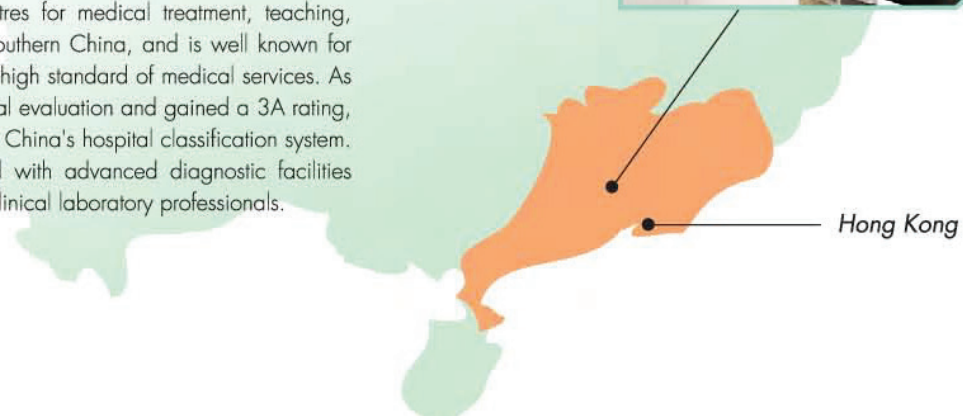 tres for medical treatment, teaching,
outhern China, and is well known for
high standard of medical services. As
al evaluation and gained a 3A rating,
China's hospital classification system.
l with advanced diagnostic facilities
linical laboratory professionals.
Hong Kong